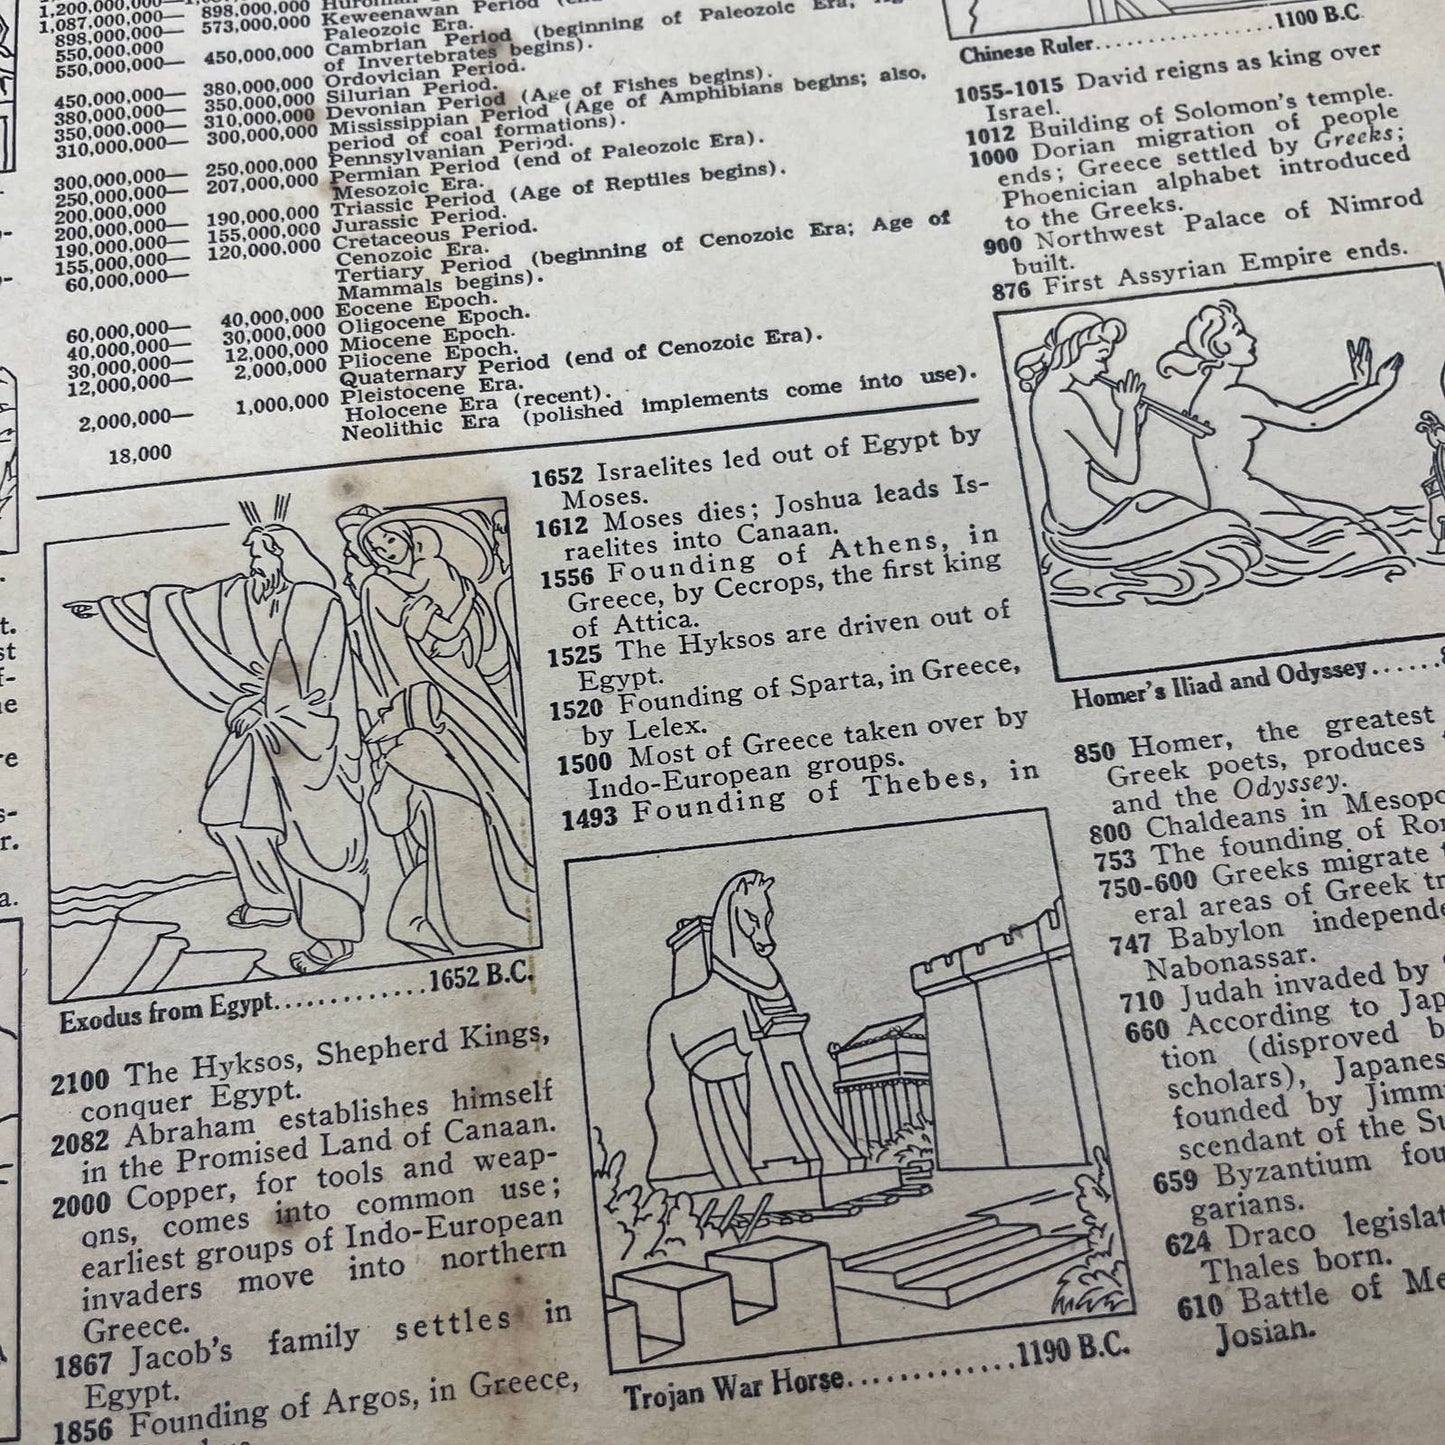 1,200,000,000—
1,087,000,000— 898,000,000 Keweenawan Period
898,000,000— 573,000,000 Paleozoic Era.
550,000,000
550,000,000— 450,000,000 Cambrian Period (beginning of Paleozoic Era;
of Invertebrates begins).
450,000,000— 380,000,000 Ordovician Period.
380,000,000— 350,000,000 Silurian Period.
350,000,000— 310,000,000 Devonian Period (Age of Fishes begins).
310,000,000— 300,000,000 Mississippian Period (Age of Amphibians begins; also,
period of coal formations).
300,000,000— 250,000,000 Pennsylvanian Period.
250,000,000— 207,000,000 Permian Period (end of Paleozoic Era).
200,000,000 Mesozoic Era.
200,000,000— 190,000,000 Triassic Period (Age of Reptiles begins).
190,000,000— 155,000,000 Jurassic Period.
155,000,000— 120,000,000 Cretaceous Period.
60,000,000— Cenozoic Era.
Tertiary Period (beginning of Cenozoic Era; Age of
Mammals begins).
60,000,000— 40,000,000 Eocene Epoch.
40,000,000— 30,000,000 Oligocene Epoch.
30,000,000— 12,000,000 Miocene Epoch.
12,000,000— 2,000,000 Pliocene Epoch.
Quaternary Period (end of Cenozoic Era).
2,000,000— 1,000,000 Pleistocene Era.
Holocene Era (recent).
18,000 Neolithic Era (polished implements come into use).
Exodus from Egypt.............1652 B.C.
2100 The Hyksos, Shepherd Kings,
conquer Egypt.
2082 Abraham establishes himself
in the Promised Land of Canaan.
2000 Copper, for tools and weap-
ons, comes into common use;
earliest groups of Indo-European
invaders move into northern
Greece.
1867 Jacob's family settles in
Egypt.
1856 Founding of Argos, in Greece,
1652 Israelites led out of Egypt by
Moses.
1612 Moses dies; Joshua leads Is-
raelites into Canaan.
1556 Founding of Athens, in
Greece, by Cecrops, the first king
of Attica.
1525 The Hyksos are driven out of
Egypt.
1520 Founding of Sparta, in Greece,
by Lelex.
1500 Most of Greece taken over by
Indo-European groups.
1493 Founding of Thebes, in
Trojan War Horse.............1190 B.C.
Chinese Ruler................1100 B.C.
1055-1015 David reigns as king over
Israel.
1012 Building of Solomon's temple.
1000 Dorian migration of people
ends; Greece settled by Greeks;
Phoenician alphabet introduced
to the Greeks.
900 Northwest Palace of Nimrod
built.
876 First Assyrian Empire ends.
Homer's Iliad and Odyssey......
850 Homer, the greatest
Greek poets, produces
and the Odyssey.
800 Chaldeans in Mesopo
753 The founding of Ro
750-600 Greeks migrate
eral areas of Greek
747 Babylon independ
Nabonassar.
710 Judah invaded by
660 According to Jap
tion (disproved b
scholars), Japanes
founded by Jimm
scendant of the Su
659 Byzantium fou
garians.
624 Draco legislat
Thales born.
610 Battle of Me
Josiah.